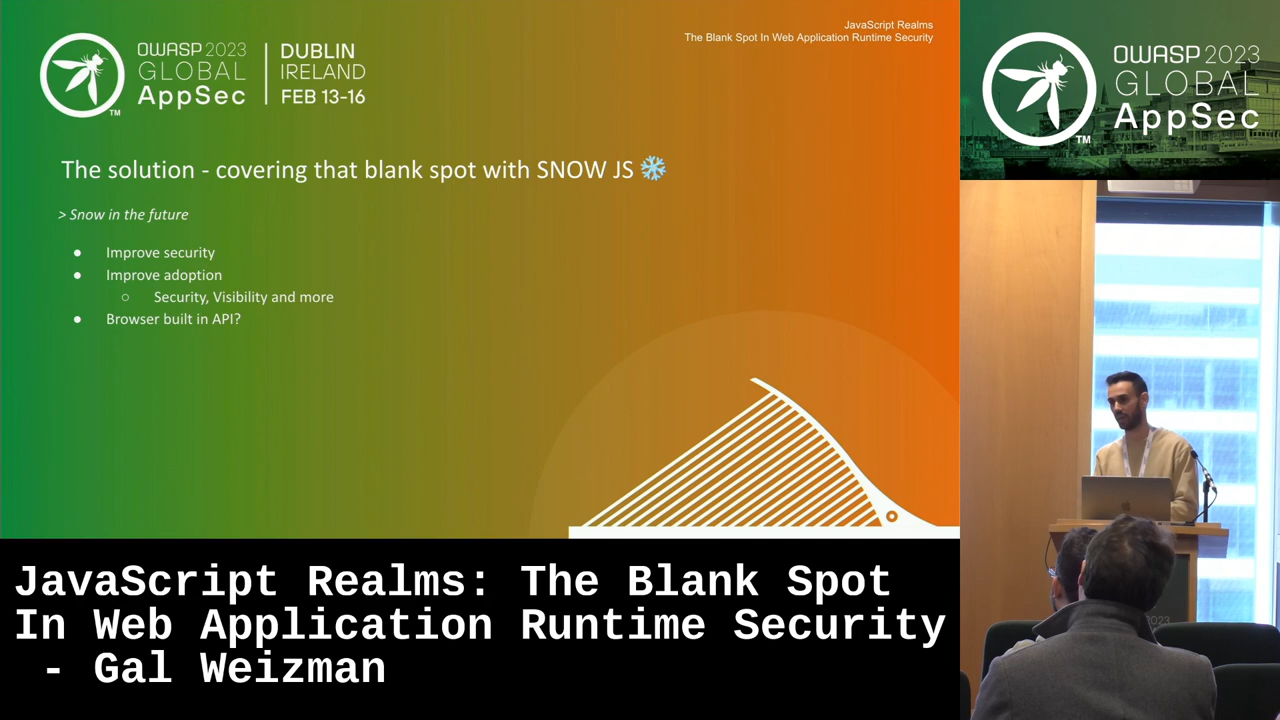 JavaScript Realms
The Blank Spot In Web Application Runtime Security
OWASP 2023
GLOBAL
AppSec
TM
DUBLIN
IRELAND
FEB 13-16
The solution - covering that blank spot with SNOW JS ❄️
> Snow in the future
● Improve security
● Improve adoption
○ Security, Visibility and more
● Browser built in API?
JavaScript Realms: The Blank Spot
In Web Application Runtime Security
- Gal Weizman
OWASP 2023
GLOBAL
AppSec
TM
2023